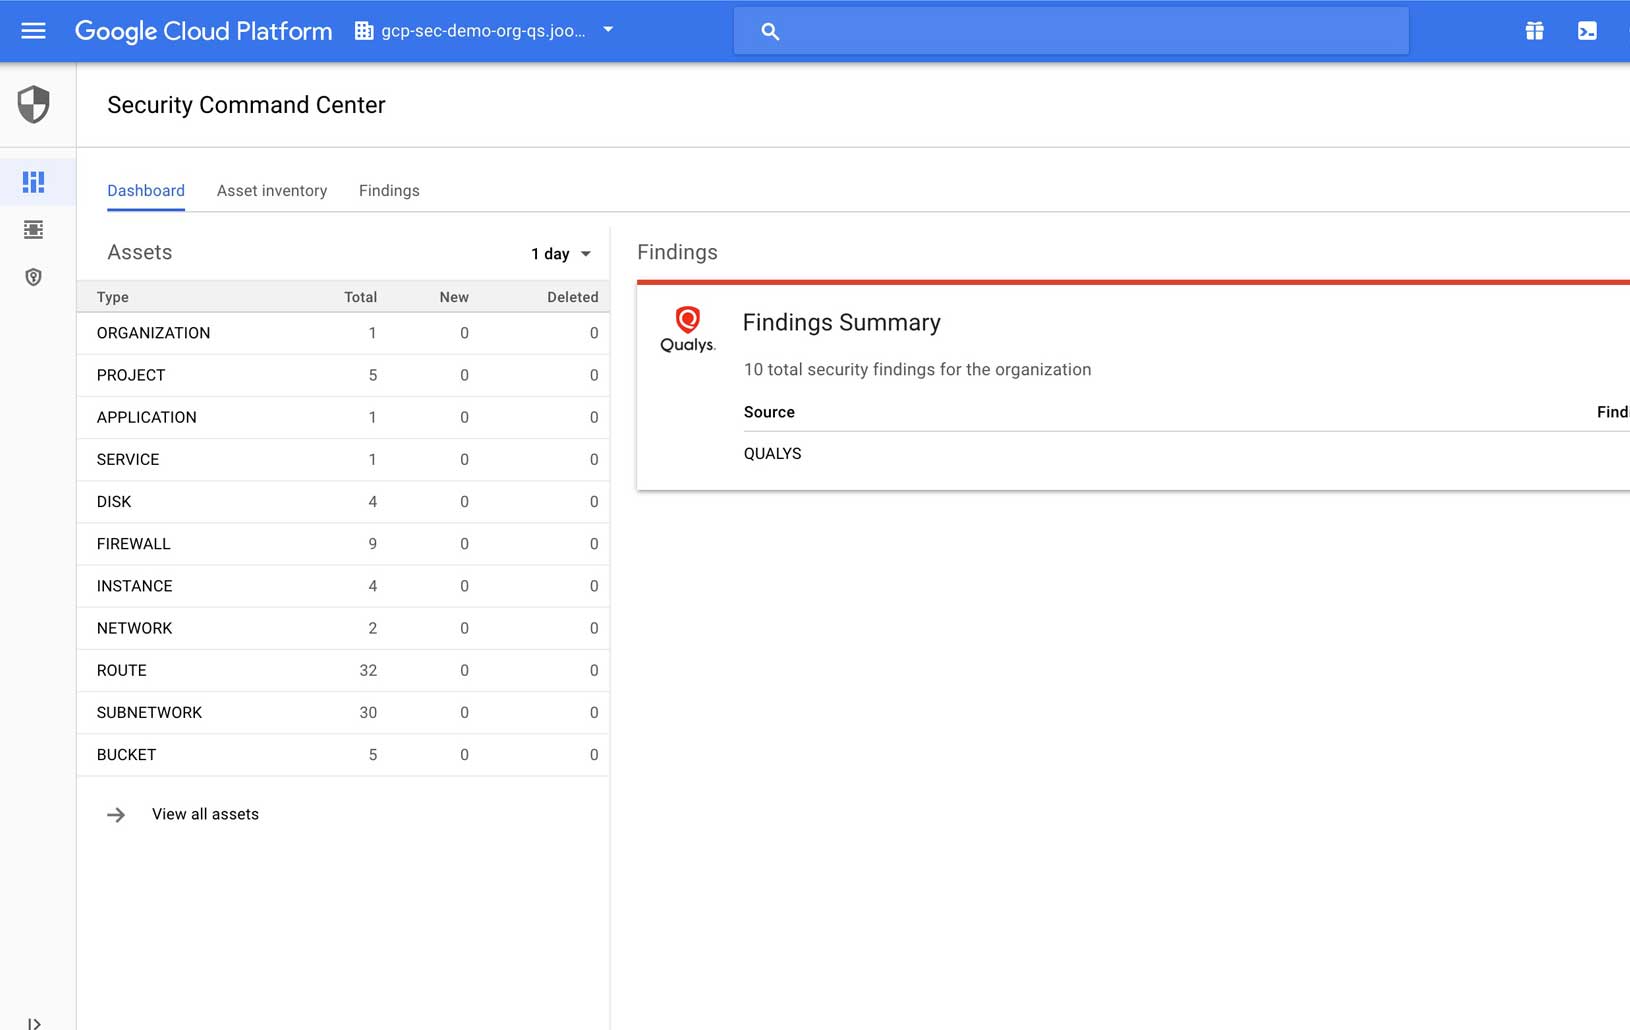 Google Cloud Platform gcp-sec-demo-org-qs.joo...
Security Command Center
Dashboard Asset inventory Findings
Assets 1 day
Type Total New Deleted
ORGANIZATION 1 0 0
PROJECT 5 0 0
APPLICATION 1 0 0
SERVICE 1 0 0
DISK 4 0 0
FIREWALL 9 0 0
INSTANCE 4 0 0
NETWORK 2 0 0
ROUTE 32 0 0
SUBNETWORK 30 0 0
BUCKET 5 0 0
View all assets
Findings
Qualys.
Findings Summary
10 total security findings for the organization
Source Findi
QUALYS